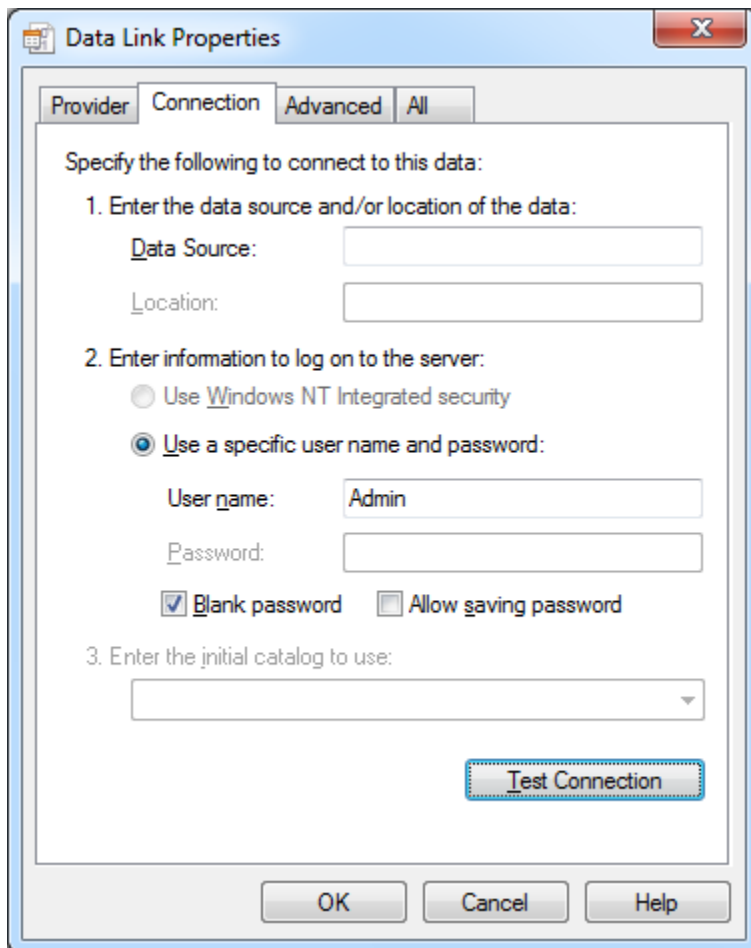 Data Link Properties
Provider Connection Advanced All
Specify the following to connect to this data:
1. Enter the data source and/or location of the data:
Data Source:
Location:
2. Enter information to log on to the server:
Use Windows NT Integrated security
Use a specific user name and password:
User name: Admin
Password:
Blank password Allow saving password
3. Enter the initial catalog to use:
Test Connection
OK Cancel Help